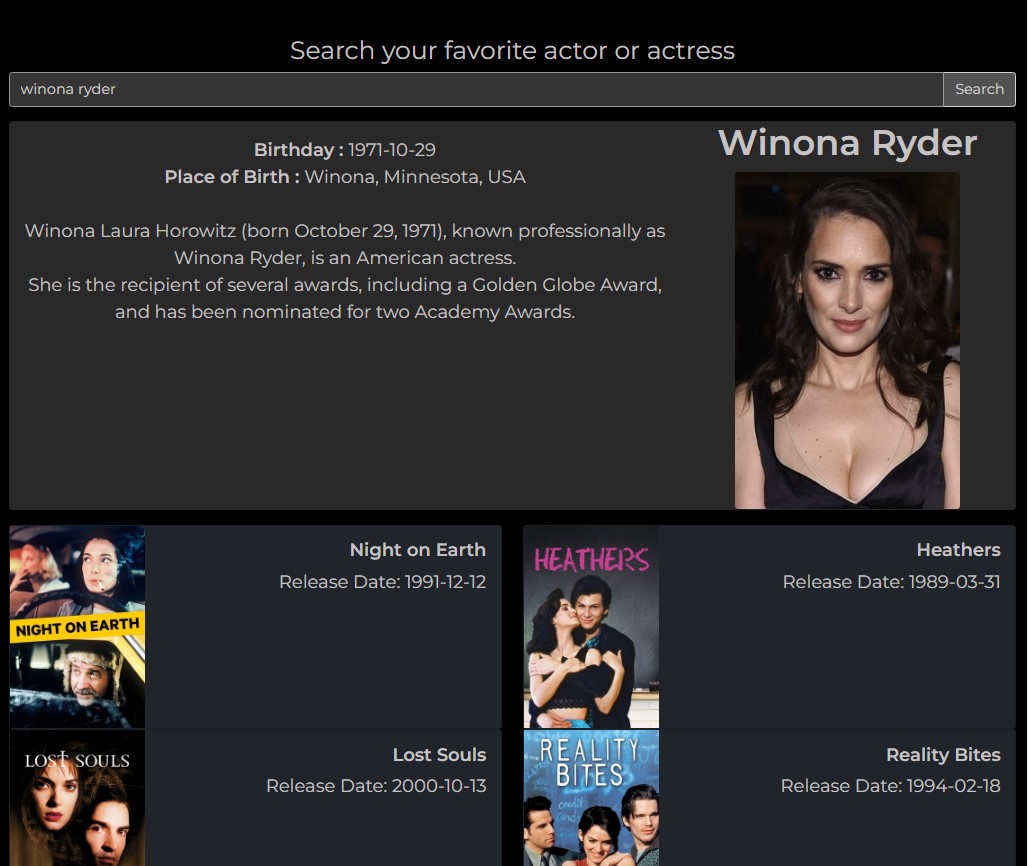 Search your favorite actor or actress
winona ryder
Search
Birthday : 1971-10-29
Place of Birth : Winona, Minnesota, USA
Winona Laura Horowitz (born October 29, 1971), known professionally as
Winona Ryder, is an American actress.
She is the recipient of several awards, including a Golden Globe Award,
and has been nominated for two Academy Awards.
Winona Ryder
NIGHT ON EARTH
Night on Earth
Release Date: 1991-12-12
HEATHERS
Heathers
Release Date: 1989-03-31
LOST SOULS
Lost Souls
Release Date: 2000-10-13
REALITY
BITES
credit
Reality Bites
Release Date: 1994-02-18